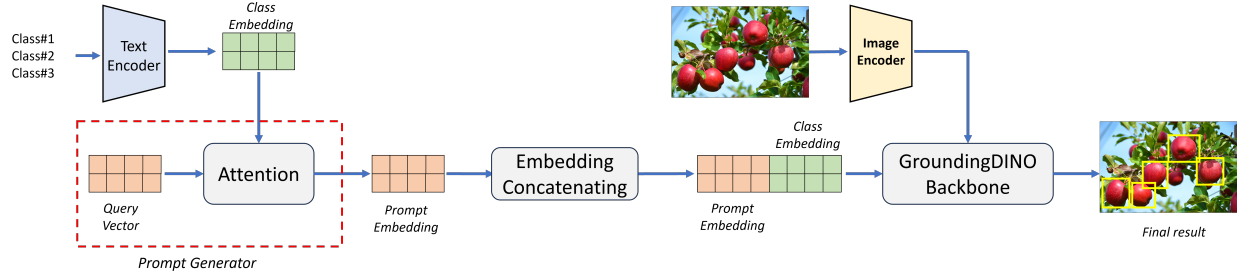 Class#1
Class#2
Class#3
Text
Encoder
Class
Embedding
Image
Encoder
Query
Vector
Attention
Prompt Generator
Prompt
Embedding
Embedding
Concatenating
Class
Embedding
Prompt
Embedding
GroundingDINO
Backbone
Final result